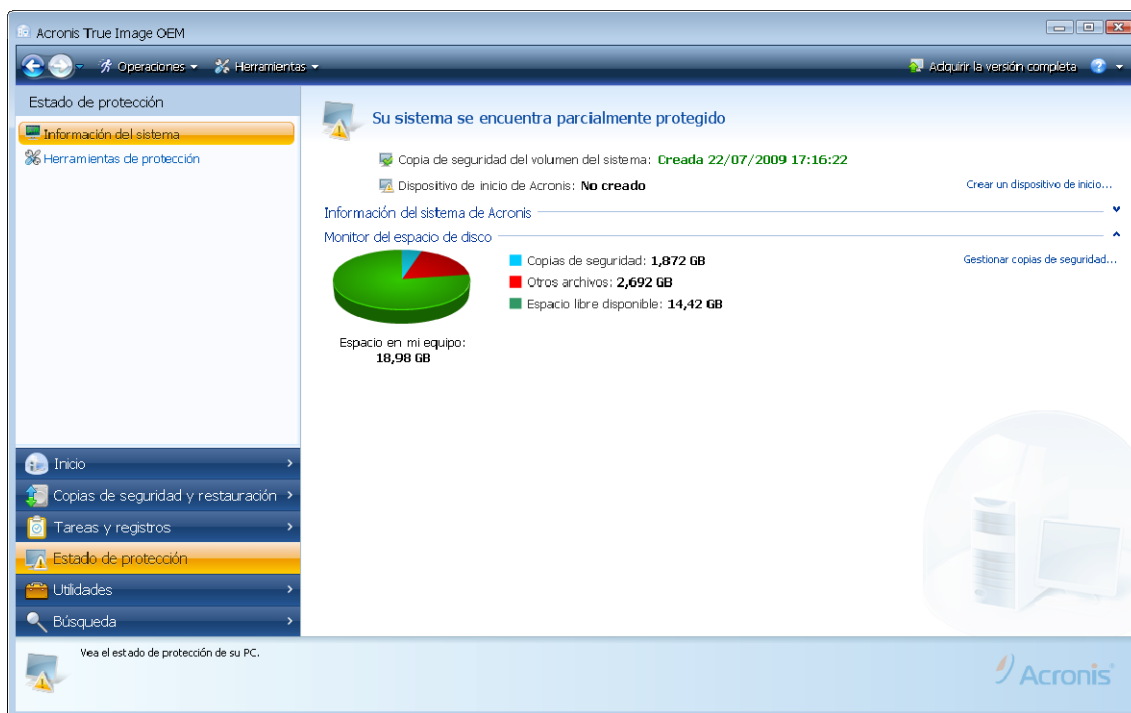 Acronis True Image OEM
Operaciones Herramientas Adquirir la versión completa
Estado de protección
Información del sistema
Herramientas de protección
Su sistema se encuentra parcialmente protegido
Copia de seguridad del volumen del sistema: Creada 22/07/2009 17:16:22
Dispositivo de inicio de Acronis: No creado Crear un dispositivo de inicio...
Información del sistema de Acronis
Monitor del espacio de disco
Copias de seguridad: 1,872 GB Gestionar copias de seguridad...
Otros archivos: 2,692 GB
Espacio libre disponible: 14,42 GB
Espacio en mi equipo:
18,98 GB
Inicio
Copias de seguridad y restauración
Tareas y registros
Estado de protección
Utilidades
Búsqueda
Vea el estado de protección de su PC.
Acronis